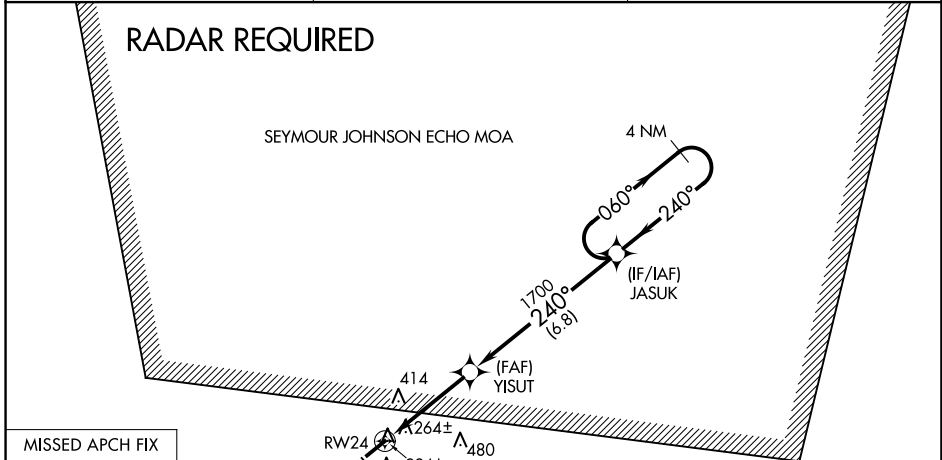 RADAR REQUIRED
SEYMOUR JOHNSON ECHO MOA
4 NM
060°
240°
(IF/IAF)
JASUK
1700
240°
(6.8)
(FAF)
YISUT
414
264±
RW24
480
MISSED APCH FIX